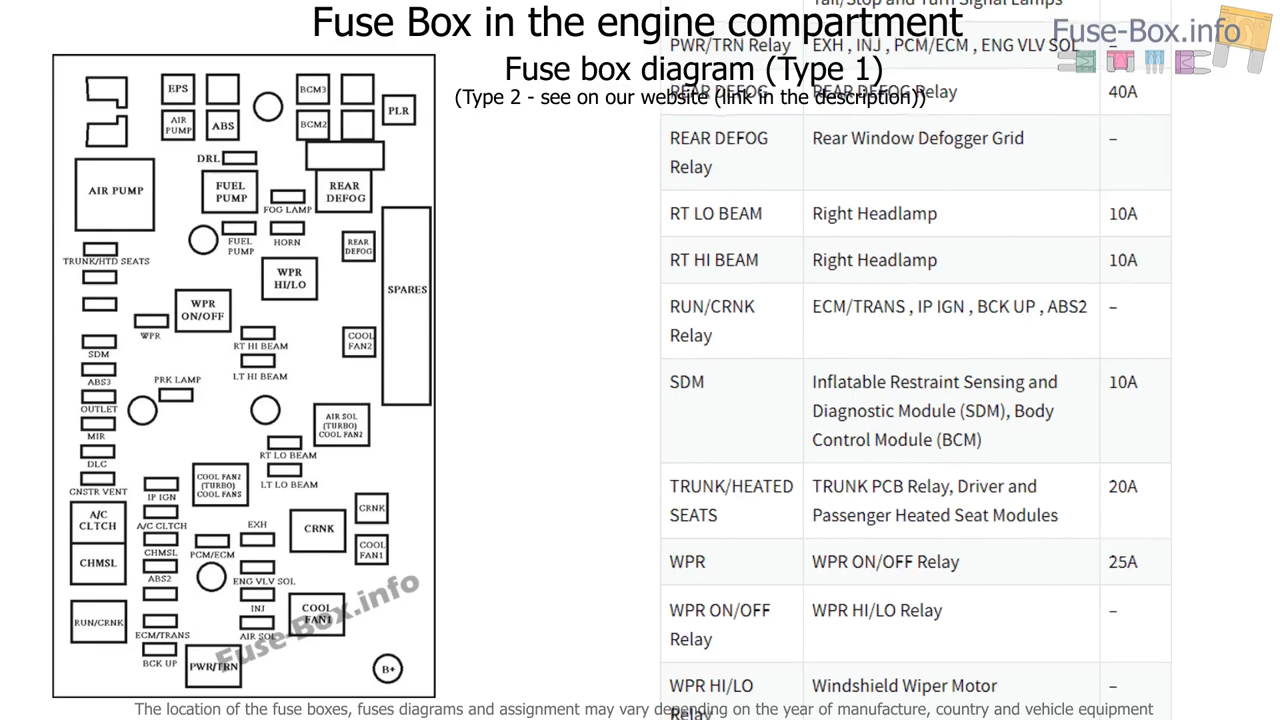 Fuse Box in the engine compartment
Fuse box diagram (Type 1)
(Type 2 - see on our website (link in the description))
Fuse-Box.info
EPS
BCM3
PLR
AIR
PUMP
ABS
BCM2
DRL
AIR PUMP
FUEL
PUMP
REAR
DEFOG
FOG LAMP
FUEL
PUMP
HORN
REAR
DEFOG
TRUNK/HTD SEATS
WPR
HI/LO
SPARES
WPR
ON/OFF
WPR
RT HI BEAM
COOL
FAN2
SDM
LT HI BEAM
ABS3
PRK LAMP
OUTLET
AIR SOL
(TURBO)
COOL FAN2
MIR
RT LO BEAM
DLC
COOL FAN2
(TURBO)
COOL FANS
LT LO BEAM
CNSTR VENT
IP IGN
A/C
CLTCH
CRNK
A/C CLTCH
EXH
CRNK
CHMSL
PCM/ECM
COOL
FAN1
CHMSL
ABS2
ENG VLV SOL
INJ
COOL
FAN1
RUN/CRNK
ECM/TRANS
AIR SOL
BCK UP
PWR/TRN
B+
Fuse-Box.info
Tail/Stop and Turn Signal Lamps
PWR/TRN Relay EXH , INJ , PCM/ECM , ENG VLV SOL –
REAR DEFOG REAR DEFOG Relay 40A
REAR DEFOG Rear Window Defogger Grid –
Relay
RT LO BEAM Right Headlamp 10A
RT HI BEAM Right Headlamp 10A
RUN/CRNK ECM/TRANS , IP IGN , BCK UP , ABS2 –
Relay
SDM Inflatable Restraint Sensing and 10A
Diagnostic Module (SDM), Body
Control Module (BCM)
TRUNK/HEATED TRUNK PCB Relay, Driver and 20A
SEATS Passenger Heated Seat Modules
WPR WPR ON/OFF Relay 25A
WPR ON/OFF WPR HI/LO Relay –
Relay
WPR HI/LO Windshield Wiper Motor –
Relay
The location of the fuse boxes, fuses diagrams and assignment may vary depending on the year of manufacture, country and vehicle equipment